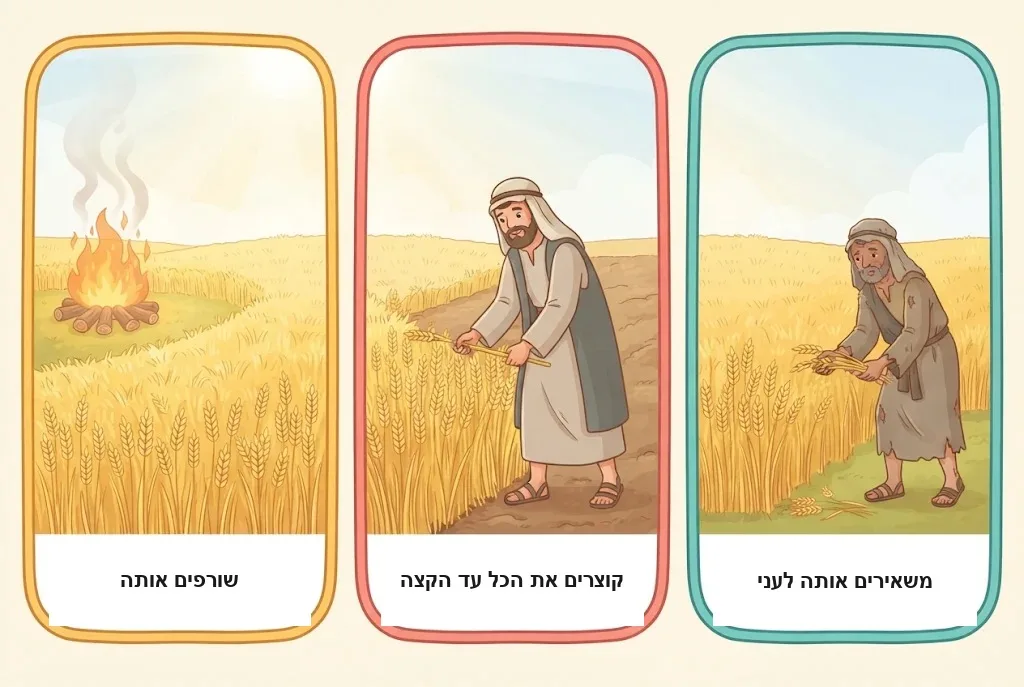 משאירים אותה לעני
קוצרים את הכל עד הקצה
שורפים אותה